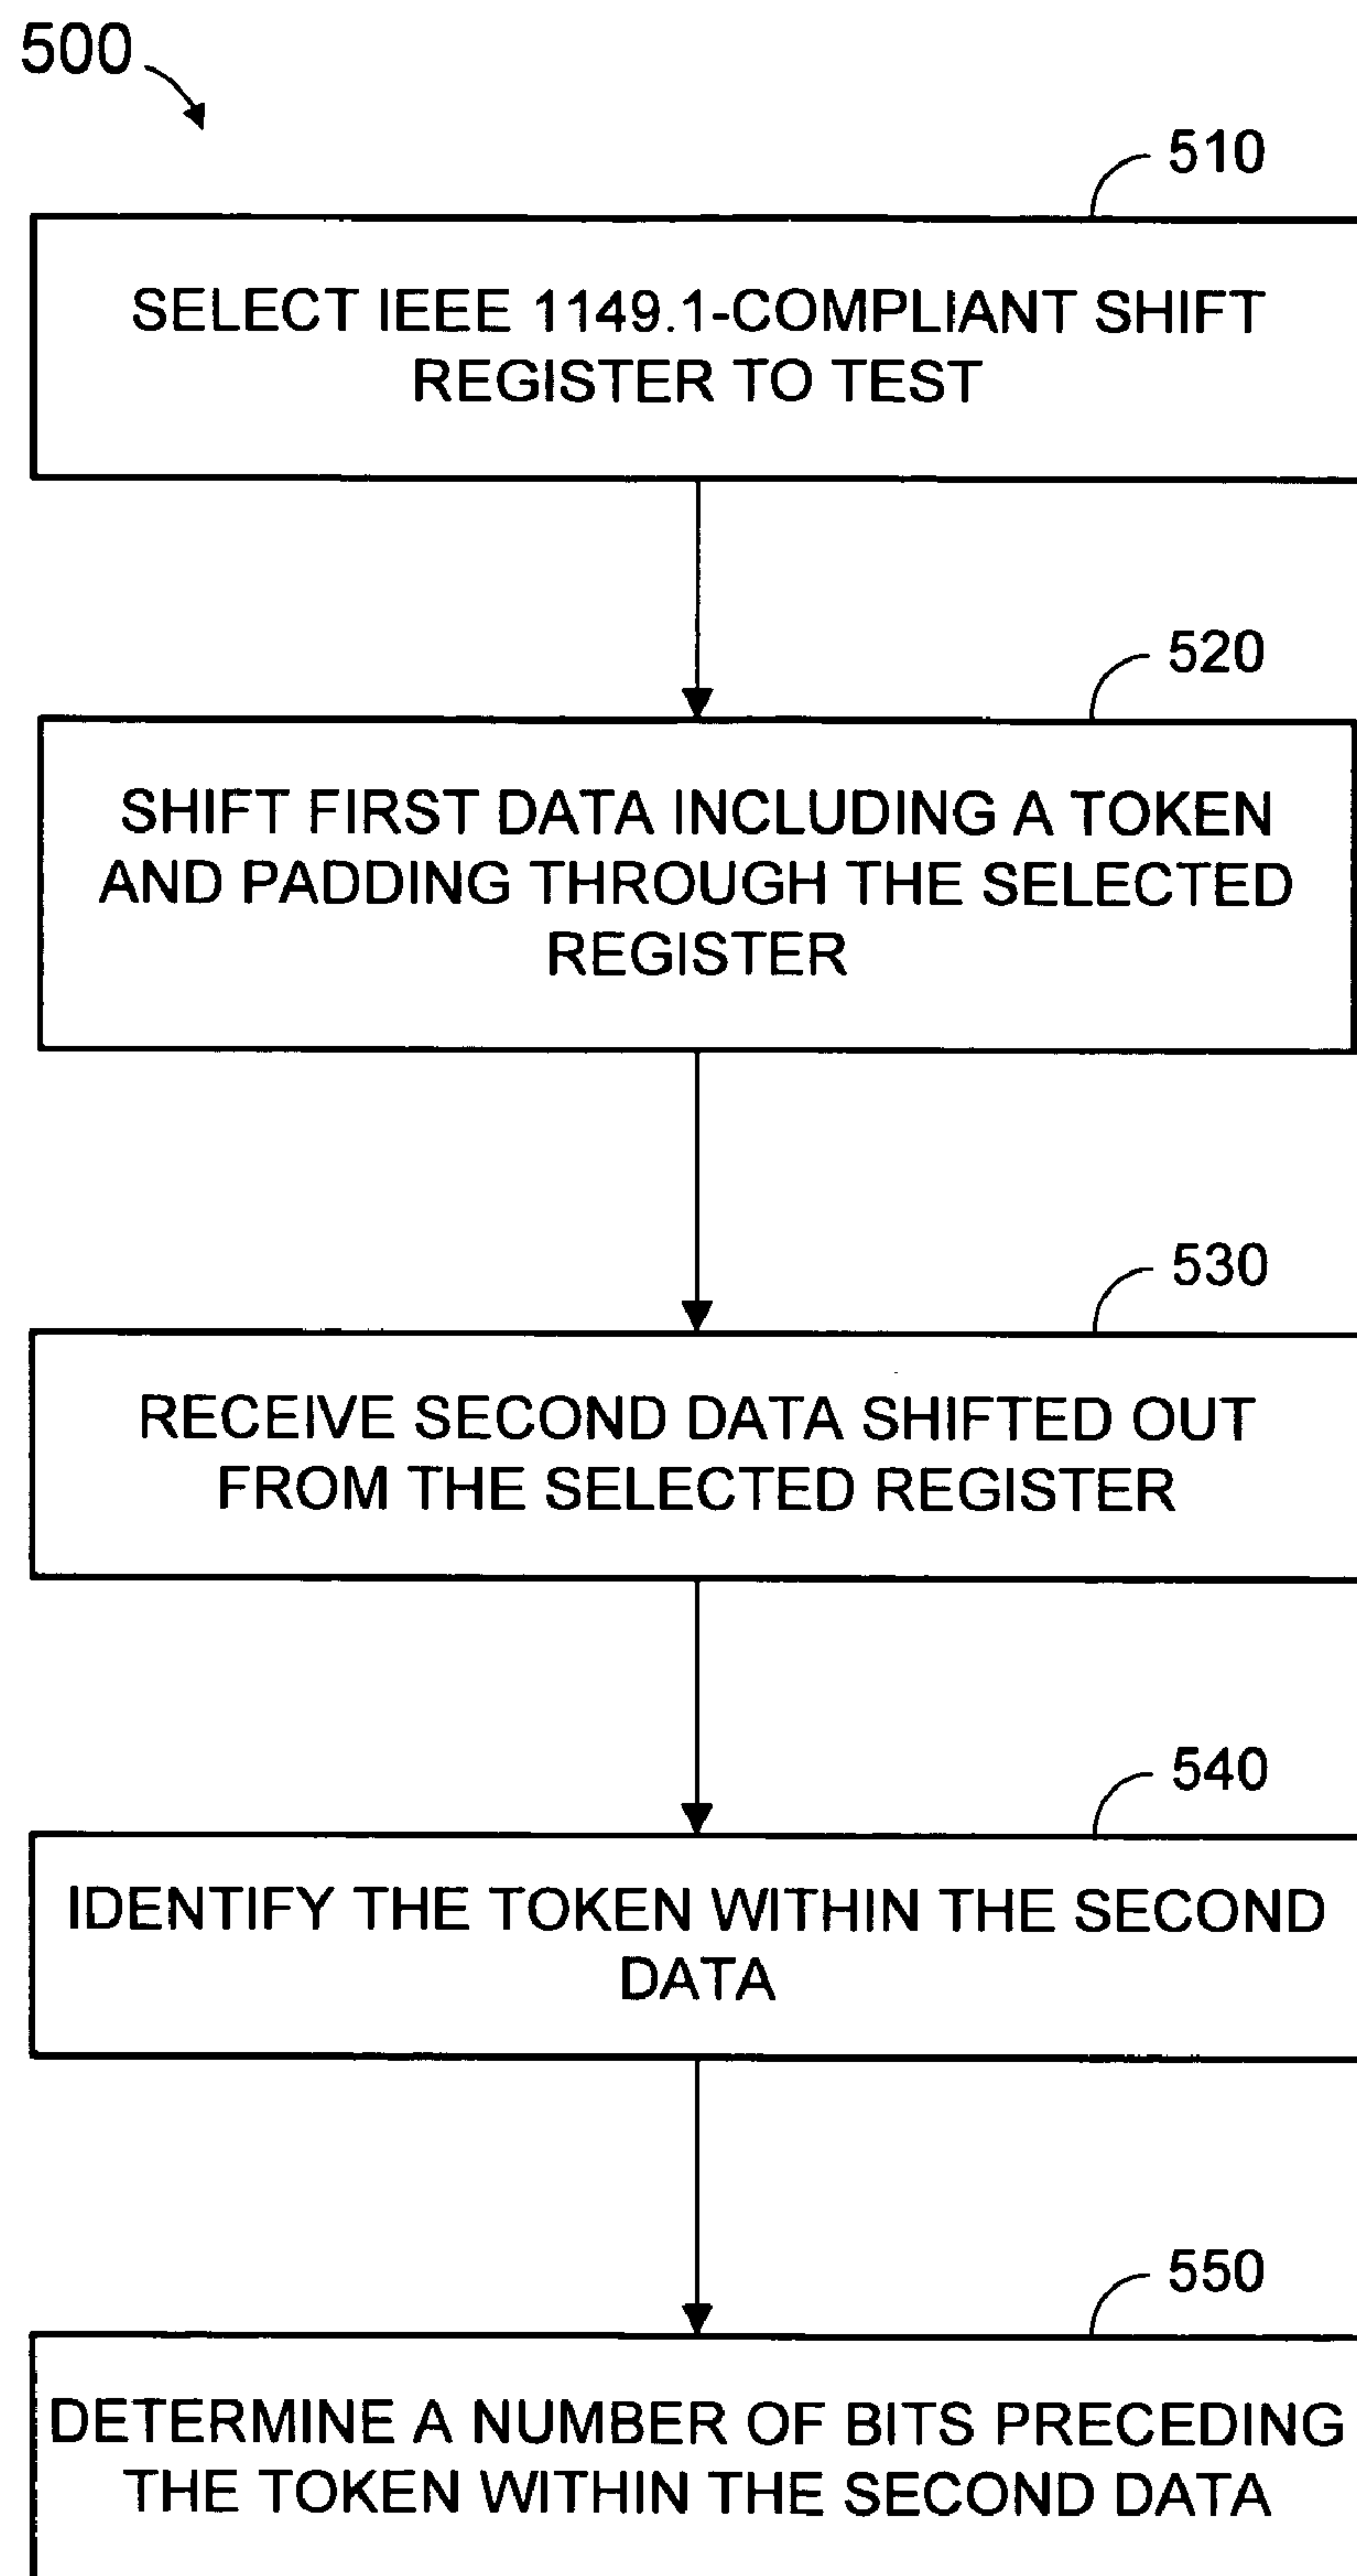 500
510
SELECT IEEE 1149.1-COMPLIANT SHIFT
REGISTER TO TEST
520
SHIFT FIRST DATA INCLUDING A TOKEN
AND PADDING THROUGH THE SELECTED
REGISTER
530
RECEIVE SECOND DATA SHIFTED OUT
FROM THE SELECTED REGISTER
540
IDENTIFY THE TOKEN WITHIN THE SECOND
DATA
550
DETERMINE A NUMBER OF BITS PRECEDING
THE TOKEN WITHIN THE SECOND DATA